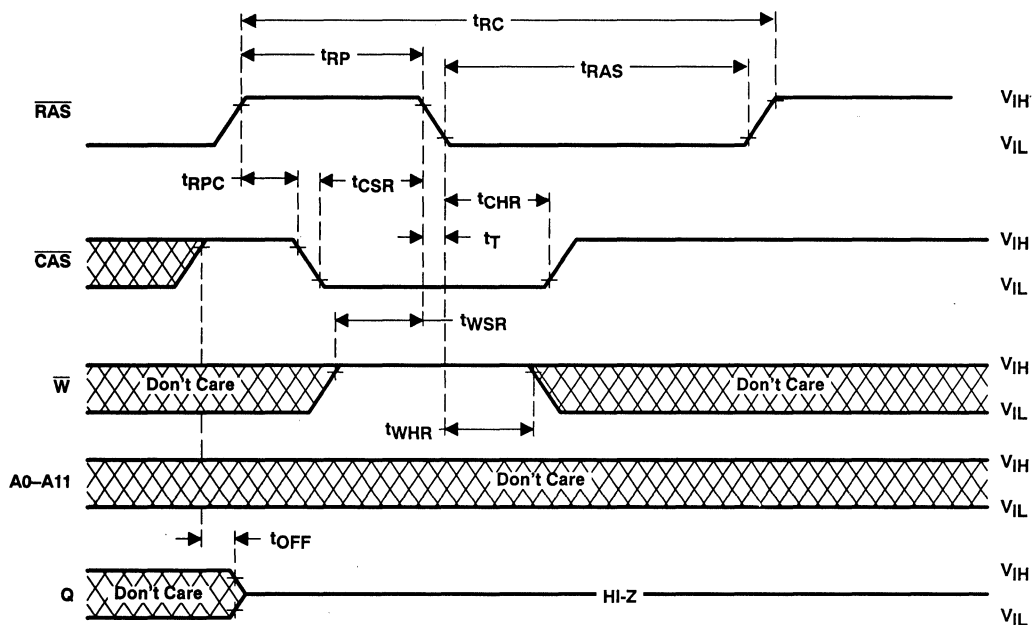 tRC
tRP
tRAS
RAS
VIH
VIL
tRPC
tCSR
tCHR
tT
CAS
VIH
VIL
tWSR
W
Don't Care
Don't Care
VIH
VIL
tWHR
A0–A11
Don't Care
VIH
VIL
tOFF
Q
Don't Care
HI-Z
VIH
VIL